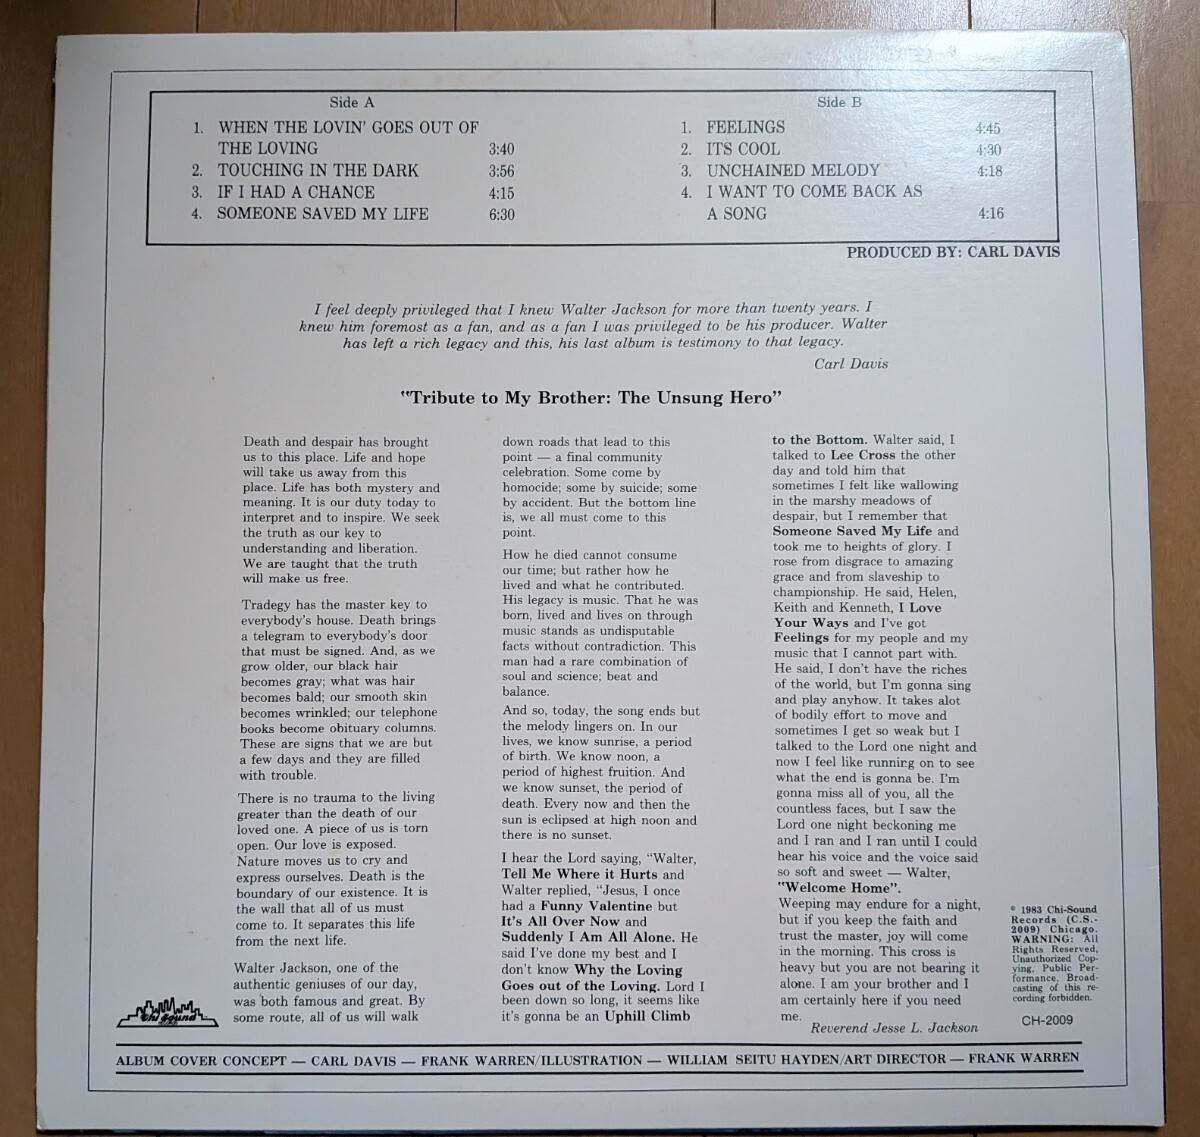 Side A
1. WHEN THE LOVIN' GOES OUT OF
THE LOVING 3:40
2. TOUCHING IN THE DARK 3:56
3. IF I HAD A CHANCE 4:15
4. SOMEONE SAVED MY LIFE 6:30
Side B
1. FEELINGS 4:45
2. ITS COOL 4:30
3. UNCHAINED MELODY 4:18
4. I WANT TO COME BACK AS
A SONG 4:16
PRODUCED BY: CARL DAVIS
I feel deeply privileged that I knew Walter Jackson for more than twenty years. I
knew him foremost as a fan, and as a fan I was privileged to be his producer. Walter
has left a rich legacy and this, his last album is testimony to that legacy.
Carl Davis
"Tribute to My Brother: The Unsung Hero"
Death and despair has brought
us to this place. Life and hope
will take us away from this
place. Life has both mystery and
meaning. It is our duty today to
interpret and to inspire. We seek
the truth as our key to
understanding and liberation.
We are taught that the truth
will make us free.
Tradegy has the master key to
everybody's house. Death brings
a telegram to everybody's door
that must be signed. And, as we
grow older, our black hair
becomes gray; what was hair
becomes bald; our smooth skin
becomes wrinkled; our telephone
books become obituary columns.
These are signs that we are but
a few days and they are filled
with trouble.
There is no trauma to the living
greater than the death of our
loved one. A piece of us is torn
open. Our love is exposed.
Nature moves us to cry and
express ourselves. Death is the
boundary of our existence. It is
the wall that all of us must
come to. It separates this life
from the next life.
Walter Jackson, one of the
authentic geniuses of our day,
was both famous and great. By
some route, all of us will walk
down roads that lead to this
point — a final community
celebration. Some come by
homocide; some by suicide; some
by accident. But the bottom line
is, we all must come to this
point.
How he died cannot consume
our time; but rather how he
lived and what he contributed.
His legacy is music. That he was
born, lived and lives on through
music stands as undisputable
facts without contradiction. This
man had a rare combination of
soul and science; beat and
balance.
And so, today, the song ends but
the melody lingers on. In our
lives, we know sunrise, a period
of birth. We know noon, a
period of highest fruition. And
we know sunset, the period of
death. Every now and then the
sun is eclipsed at high noon and
there is no sunset.
I hear the Lord saying, "Walter,
Tell Me Where it Hurts and
Walter replied, "Jesus, I once
had a Funny Valentine but
It's All Over Now and
Suddenly I Am All Alone. He
said I've done my best and I
don't know Why the Loving
Goes out of the Loving. Lord I
been down so long, it seems like
it's gonna be an Uphill Climb
to the Bottom. Walter said, I
talked to Lee Cross the other
day and told him that
sometimes I felt like wallowing
in the marshy meadows of
despair, but I remember that
Someone Saved My Life and
took me to heights of glory. I
rose from disgrace to amazing
grace and from slaveship to
championship. He said, Helen,
Keith and Kenneth, I Love
Your Ways and I've got
Feelings for my people and my
music that I cannot part with.
He said, I don't have the riches
of the world, but I'm gonna sing
and play anyhow. It takes alot
of bodily effort to move and
sometimes I get so weak but I
talked to the Lord one night and
now I feel like running on to see
what the end is gonna be. I'm
gonna miss all of you, all the
countless faces, but I saw the
Lord one night beckoning me
and I ran and I ran until I could
hear his voice and the voice said
so soft and sweet — Walter,
"Welcome Home".
Weeping may endure for a night,
but if you keep the faith and
trust the master, joy will come
in the morning. This cross is
heavy but you are not bearing it
alone. I am your brother and I
am certainly here if you need
me.
Reverend Jesse L. Jackson
© 1983 Chi-Sound
Records (C.S.-
2009) Chicago.
WARNING: All
Rights Reserved,
Unauthorized Cop-
ying, Public Per-
formance, Broad-
casting of this re-
cording forbidden.
CH-2009
Chi Sound
ALBUM COVER CONCEPT — CARL DAVIS — FRANK WARREN/ILLUSTRATION — WILLIAM SEITU HAYDEN/ART DIRECTOR — FRANK WARREN